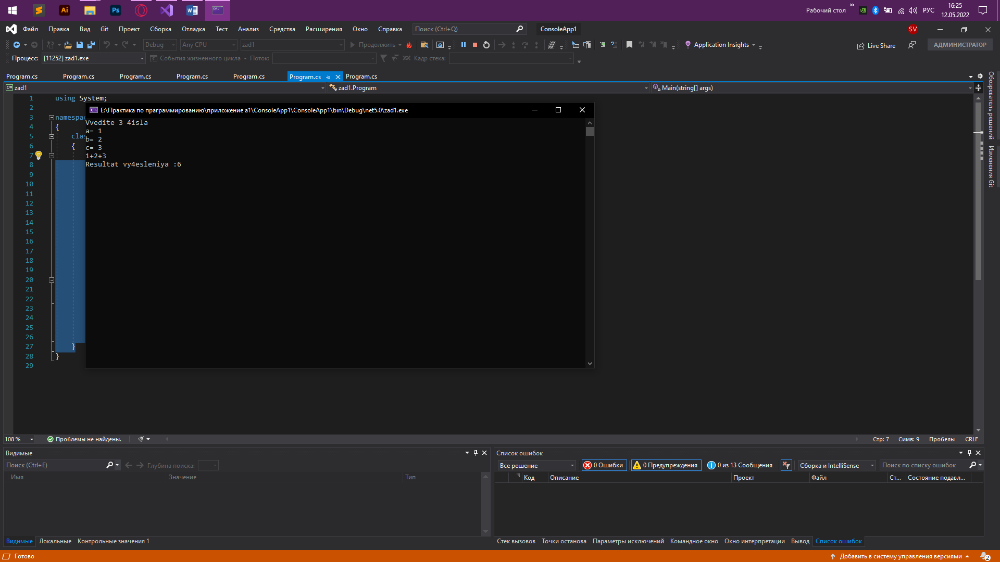 Рабочий стол
РУС
16:25
12.05.2022
Файл Правка Вид Git Проект Сборка Отладка Тест Анализ Средства Расширения Окно Справка Поиск (Ctrl+Q) ConsoleApp1 SV
Debug Any CPU zad1 Продолжить Application Insights Live Share АДМИНИСТРАТОР
Процесс: [11252] zad1.exe События жизненного цикла Поток: Кадр стека:
Program.cs Program.cs Program.cs Program.cs Program.cs Program.cs Program.cs
C# zad1 zad1.Program Main(string[] args)
1 using System;
2
3 namespac
4 {
5 clas
6 {
7
8
9
10
11
12
13
14
15
16
17
18
19
20
21
22
23
24
25
26
27 }
28 }
29
E:\Практика по праграммированию\приложение а1\ConsoleApp1\ConsoleApp1\bin\Debug\net5.0\zad1.exe
Vvedite 3 4isla
a= 1
b= 2
c= 3
1+2+3
Resultat vy4esleniya :6
Обозреватель решений
Изменения Git
108 % Проблемы не найдены. Стр: 7 Симв: 9 Пробелы CRLF
Видимые
Поиск (Ctrl+E) Глубина поиска:
Имя Значение Тип
Видимые Локальные Контрольные значения 1
Список ошибок
Все решение 0 Ошибки 0 Предупреждения 0 из 13 Сообщения Сборка и IntelliSense Поиск по списку ошибок
Код Описание Проект Файл Ст... Состояние подавл...
Стек вызовов Точки останова Параметры исключений Командное окно Окно интерпретации Вывод Список ошибок
Готово Добавить в систему управления версиями 2